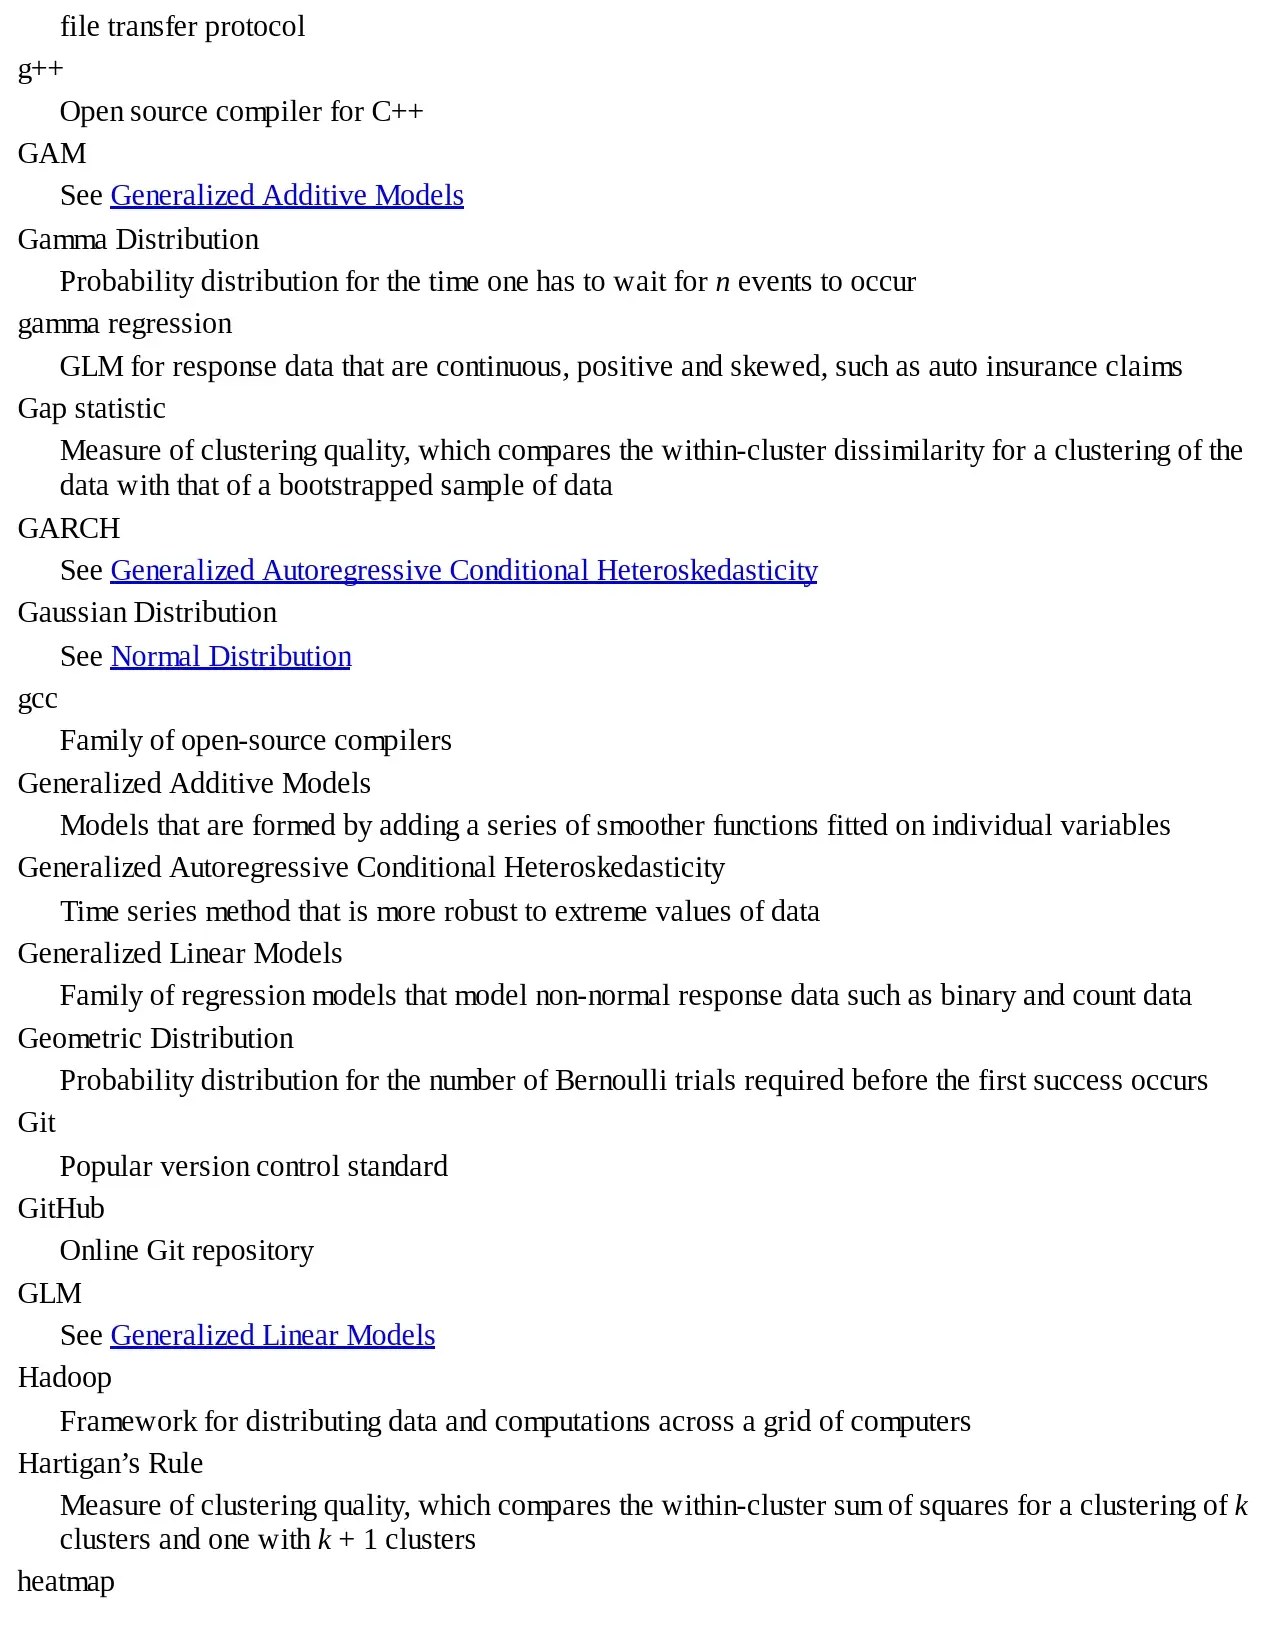 file transfer protocol
g++
Open source compiler for C++
GAM
See Generalized Additive Models
Gamma Distribution
Probability distribution for the time one has to wait for n events to occur
gamma regression
GLM for response data that are continuous, positive and skewed, such as auto insurance claims
Gap statistic
Measure of clustering quality, which compares the within-cluster dissimilarity for a clustering of the
data with that of a bootstrapped sample of data
GARCH
See Generalized Autoregressive Conditional Heteroskedasticity
Gaussian Distribution
See Normal Distribution
gcc
Family of open-source compilers
Generalized Additive Models
Models that are formed by adding a series of smoother functions fitted on individual variables
Generalized Autoregressive Conditional Heteroskedasticity
Time series method that is more robust to extreme values of data
Generalized Linear Models
Family of regression models that model non-normal response data such as binary and count data
Geometric Distribution
Probability distribution for the number of Bernoulli trials required before the first success occurs
Git
Popular version control standard
GitHub
Online Git repository
GLM
See Generalized Linear Models
Hadoop
Framework for distributing data and computations across a grid of computers
Hartigan’s Rule
Measure of clustering quality, which compares the within-cluster sum of squares for a clustering of k
clusters and one with k + 1 clusters
heatmap